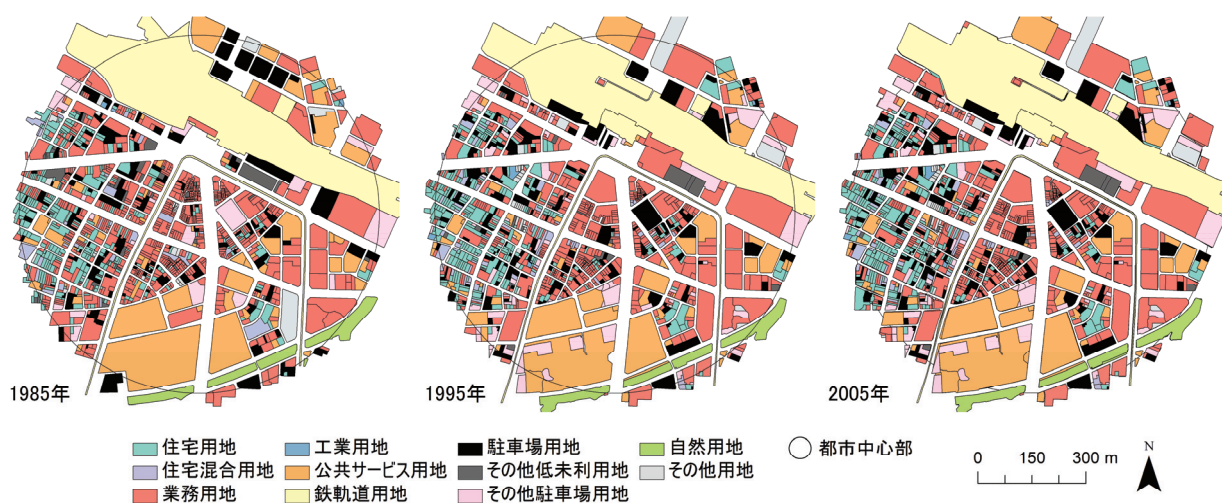 1985年
1995年
2005年
住宅用地
工業用地
駐車場用地
自然用地
都市中心部
住宅混合用地
公共サービス用地
その他低未利用地
その他用地
業務用地
鉄軌道用地
その他駐車場用地
0 150 300 m
N